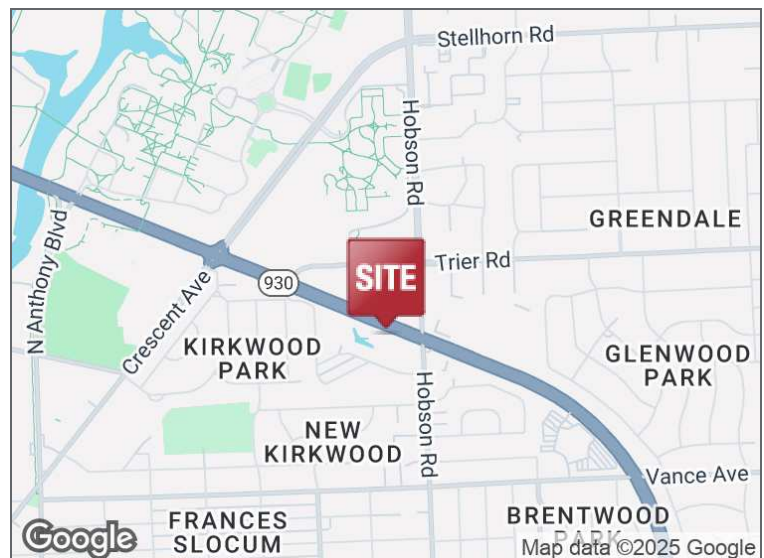 Stellhorn Rd
Hobson Rd
GREENDALE
N Anthony Blvd
Trier Rd
SITE
930
Crescent Ave
KIRKWOOD
PARK
GLENWOOD
PARK
Hobson Rd
NEW
KIRKWOOD
Vance Ave
FRANCES
SLOCUM
BRENTWOOD
PARK
Google
Map data ©2025 Google